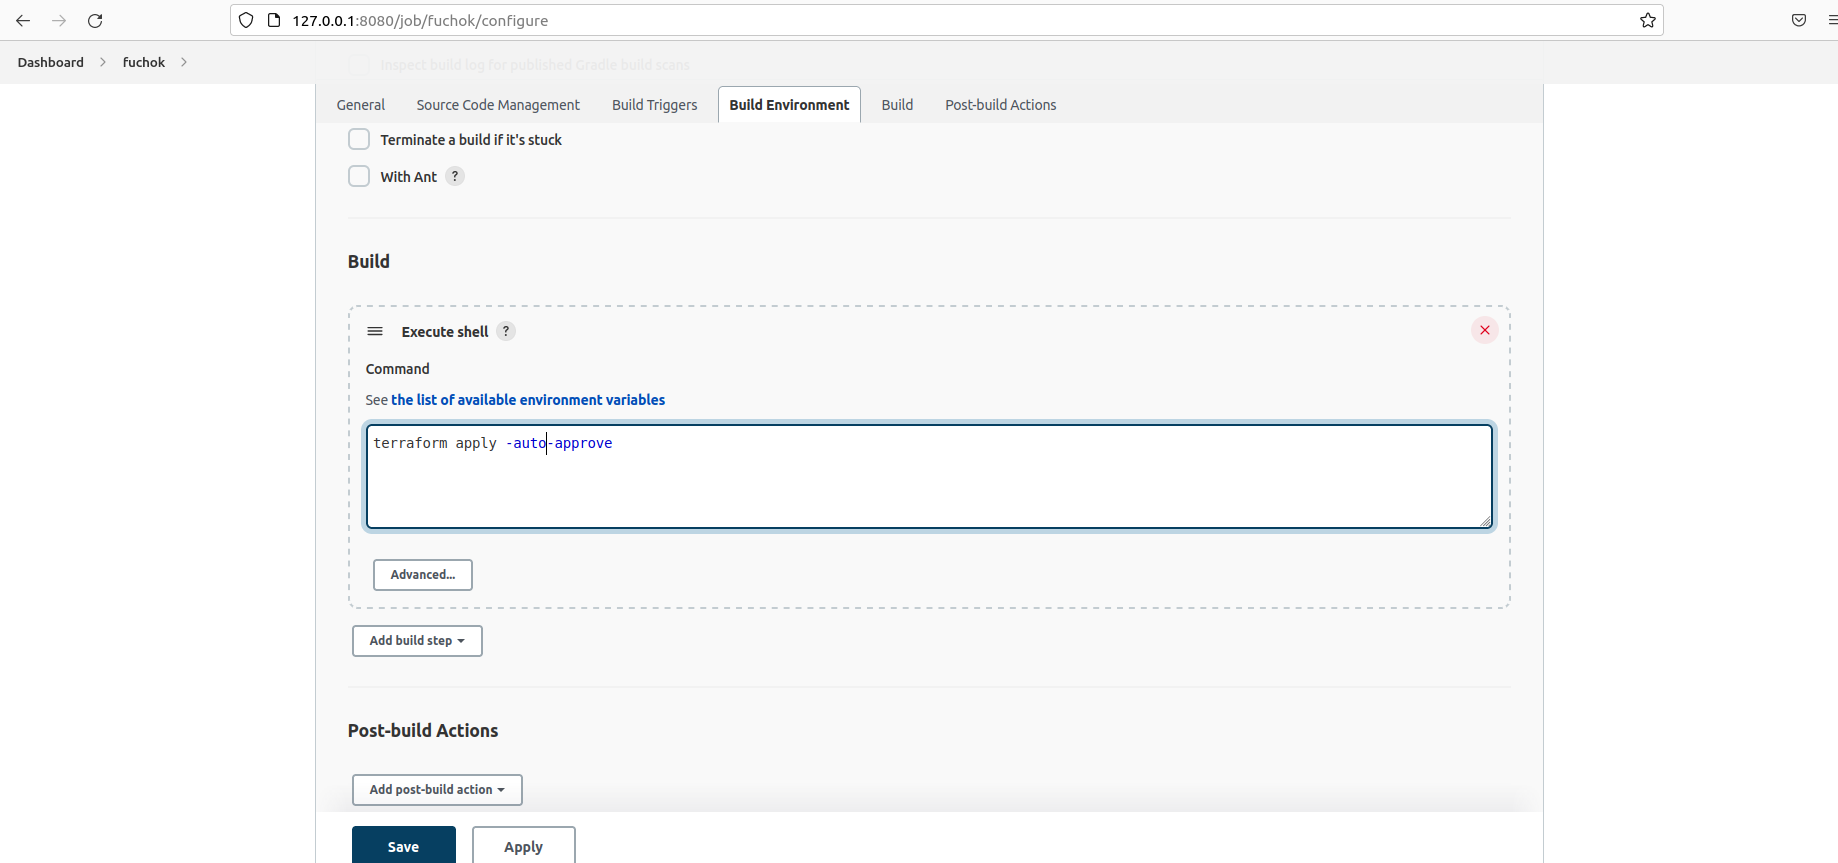 127.0.0.1:8080/job/fuchok/configure
Dashboard > fuchok >
Inspect build log for published Gradle build scans
General Source Code Management Build Triggers Build Environment Build Post-build Actions
Terminate a build if it's stuck
With Ant ?
Build
Execute shell ?
Command
See the list of available environment variables
terraform apply -auto-approve
Advanced...
Add build step
Post-build Actions
Add post-build action
Save Apply